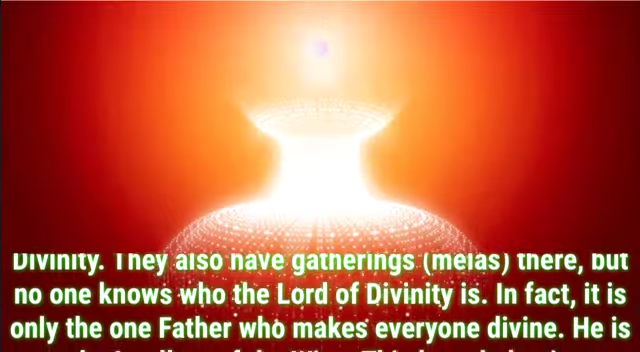 Divinity. They also have gatherings (melas) there, but
no one knows who the Lord of Divinity is. In fact, it is
only the one Father who makes everyone divine. He is